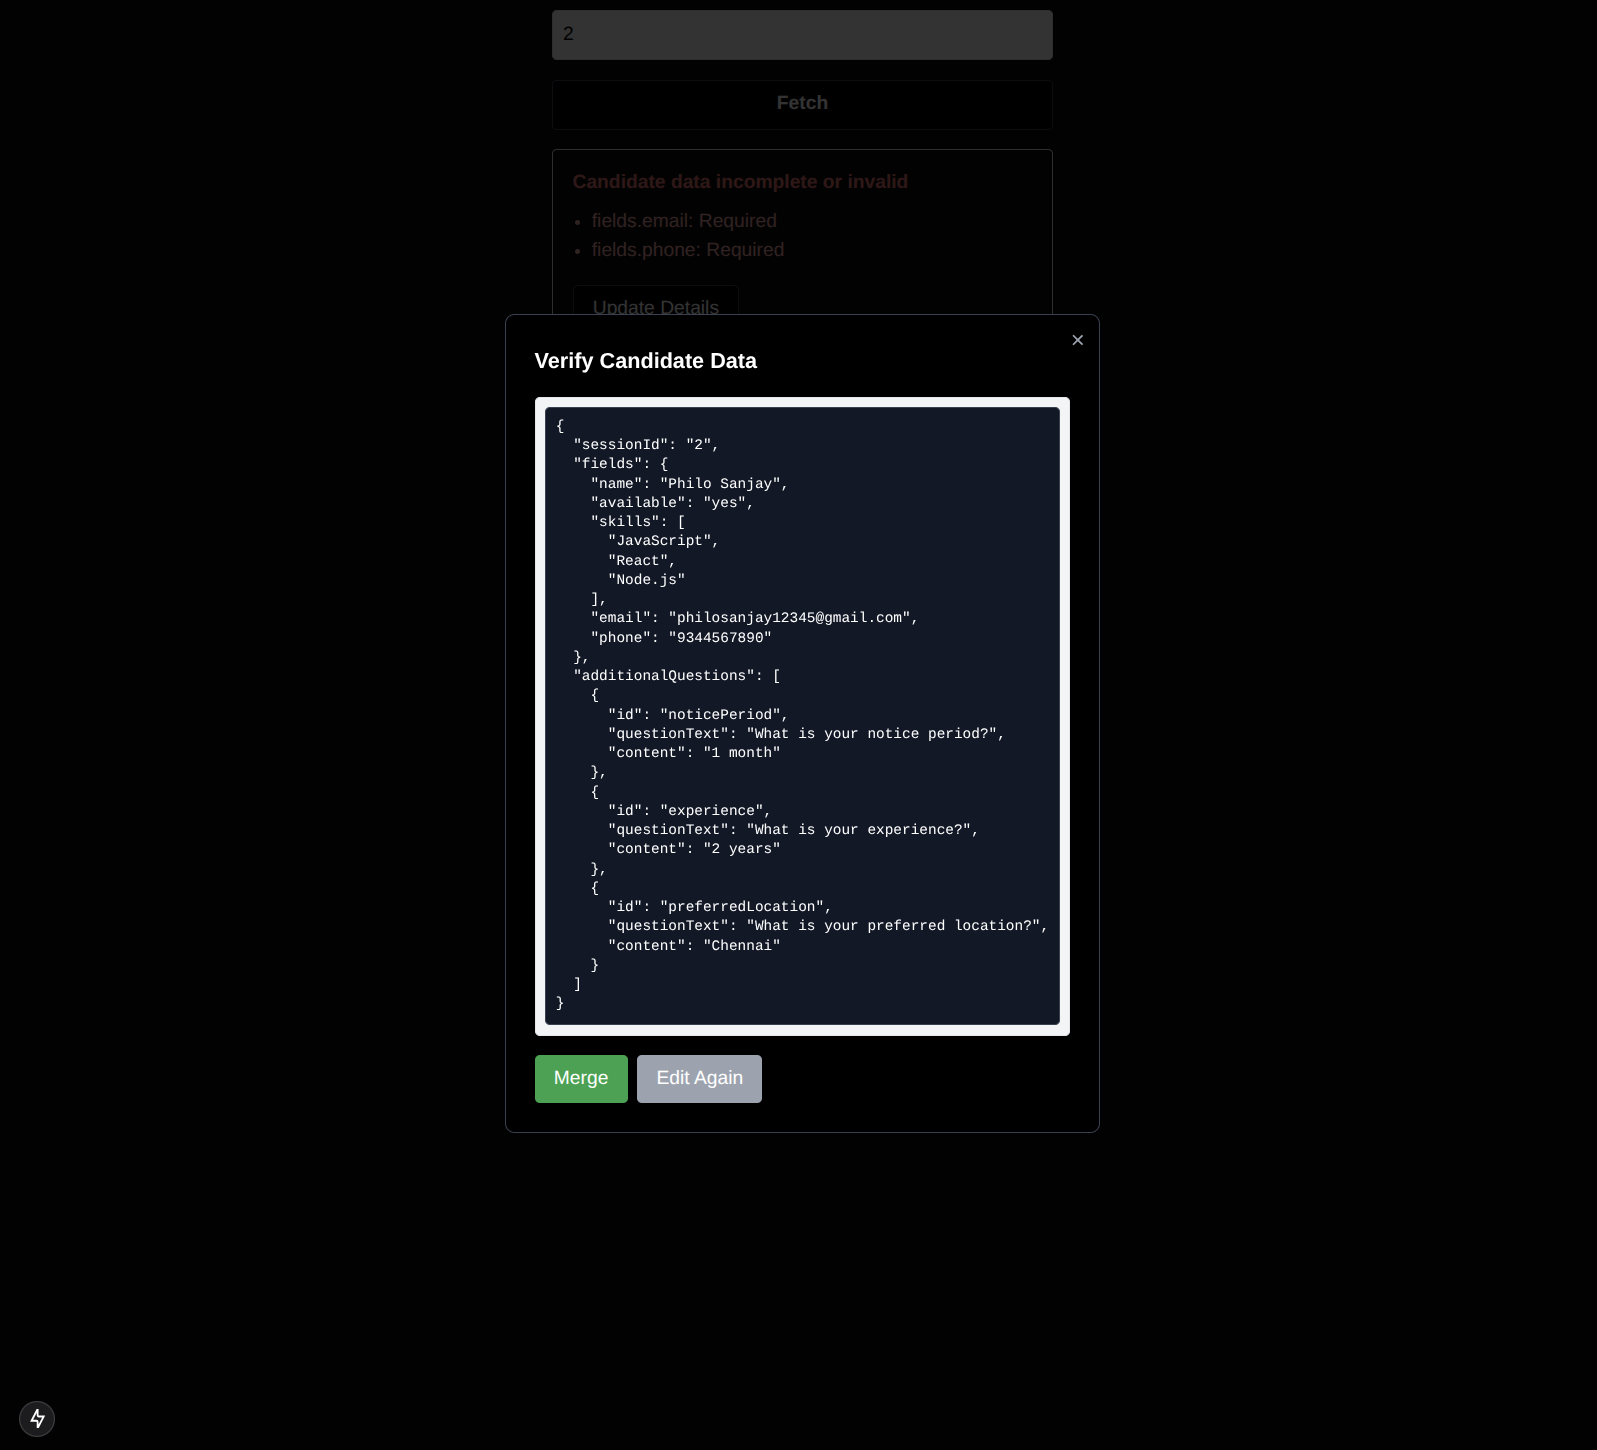 2
Fetch
Candidate data incomplete or invalid
fields.email: Required
fields.phone: Required
Update Details
×
Verify Candidate Data
{
  "sessionId": "2",
  "fields": {
    "name": "Philo Sanjay",
    "available": "yes",
    "skills": [
      "JavaScript",
      "React",
      "Node.js"
    ],
    "email": "philosanjay12345@gmail.com",
    "phone": "9344567890"
  },
  "additionalQuestions": [
    {
      "id": "noticePeriod",
      "questionText": "What is your notice period?",
      "content": "1 month"
    },
    {
      "id": "experience",
      "questionText": "What is your experience?",
      "content": "2 years"
    },
    {
      "id": "preferredLocation",
      "questionText": "What is your preferred location?",
      "content": "Chennai"
    }
  ]
}
Merge
Edit Again